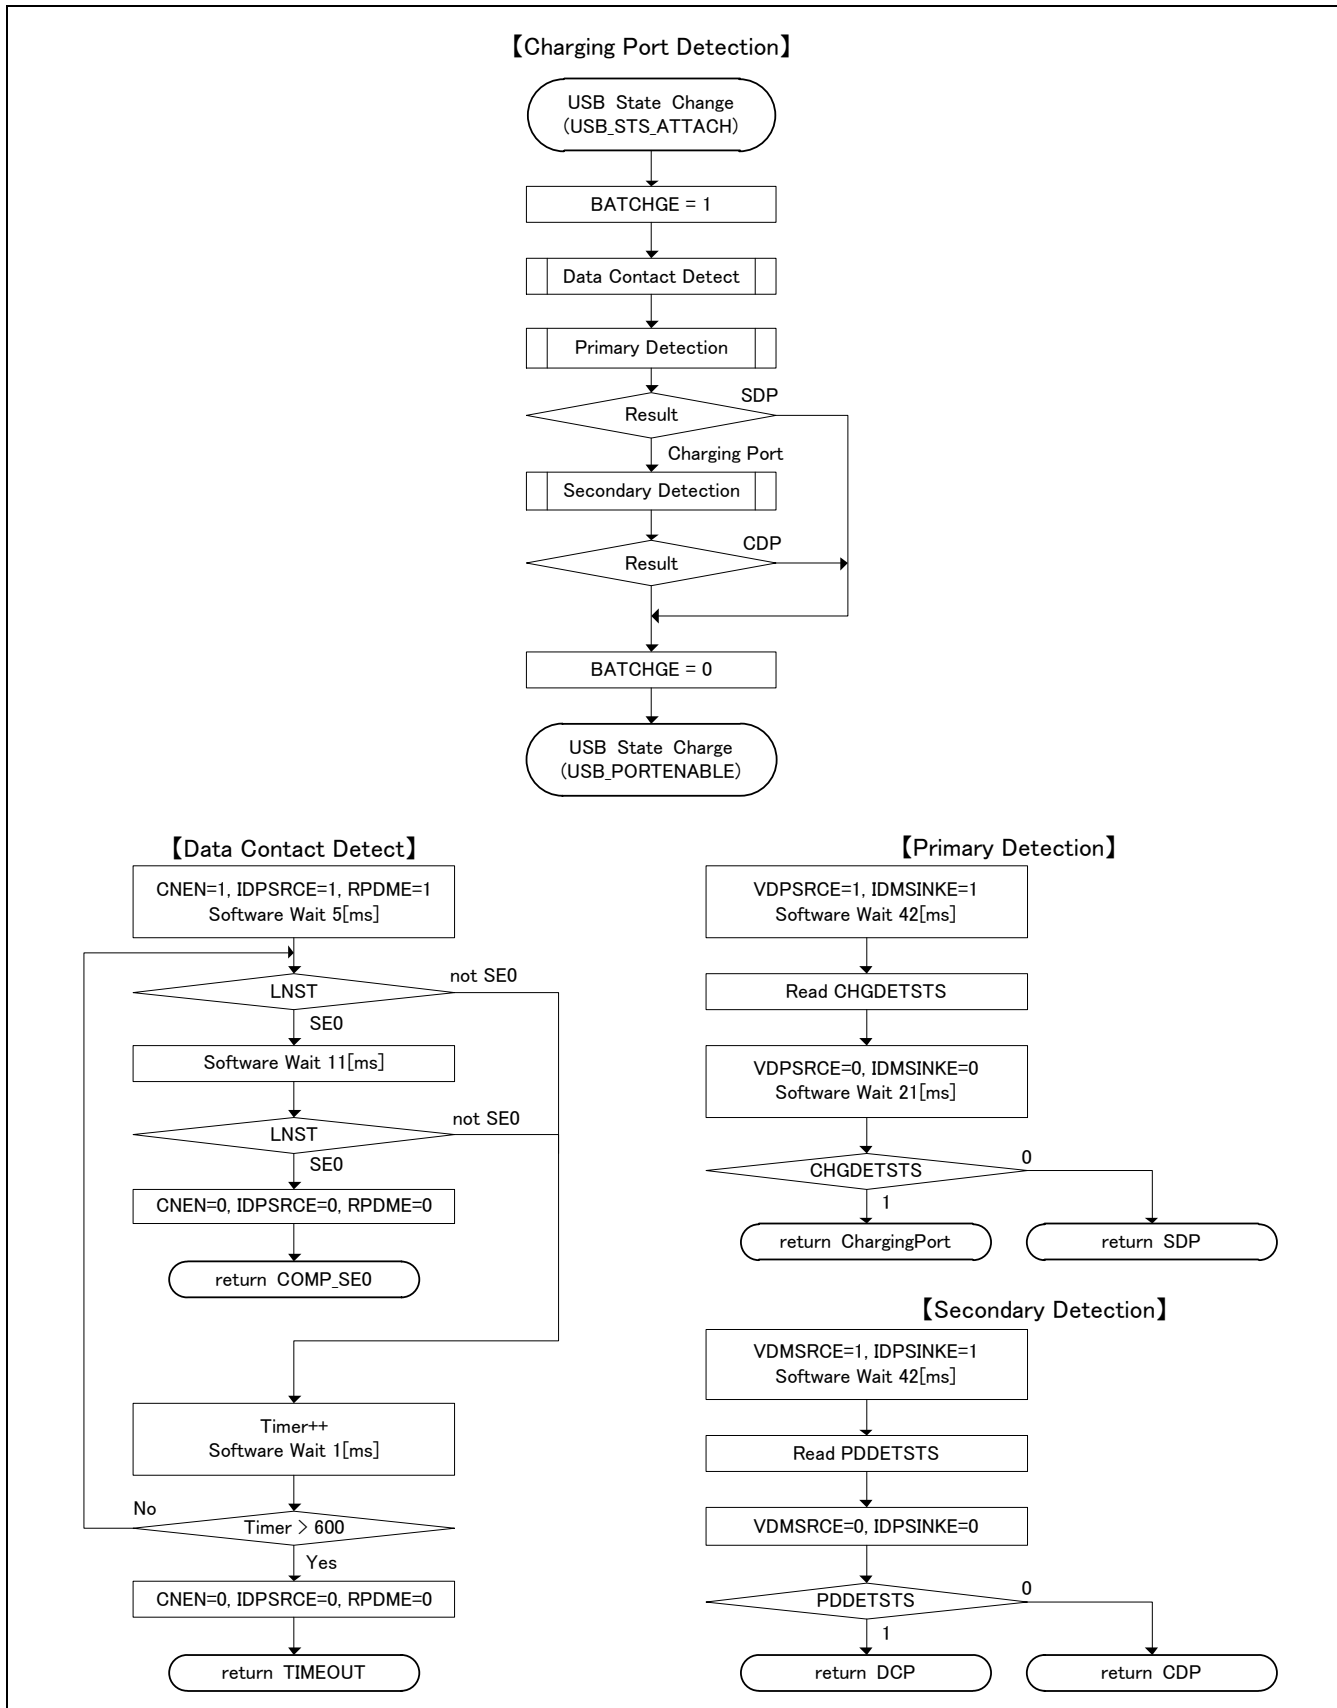 【Charging Port Detection】
USB State Change
(USB_STS_ATTACH)
BATCHGE = 1
Data Contact Detect
Primary Detection
SDP
Result
Charging Port
Secondary Detection
CDP
Result
BATCHGE = 0
USB State Charge
(USB_PORTENABLE)
【Data Contact Detect】
CNEN=1, IDPSRCE=1, RPDME=1
Software Wait 5[ms]
not SE0
LNST
SE0
Software Wait 11[ms]
not SE0
LNST
SE0
CNEN=0, IDPSRCE=0, RPDME=0
return COMP_SE0
Timer++
Software Wait 1[ms]
No
Timer > 600
Yes
CNEN=0, IDPSRCE=0, RPDME=0
return TIMEOUT
【Primary Detection】
VDPSRCE=1, IDMSINKE=1
Software Wait 42[ms]
Read CHGDETSTS
VDPSRCE=0, IDMSINKE=0
Software Wait 21[ms]
0
CHGDETSTS
1
return ChargingPort
return SDP
【Secondary Detection】
VDMSRCE=1, IDPSINKE=1
Software Wait 42[ms]
Read PDDETSTS
VDMSRCE=0, IDPSINKE=0
0
PDDETSTS
1
return DCP
return CDP